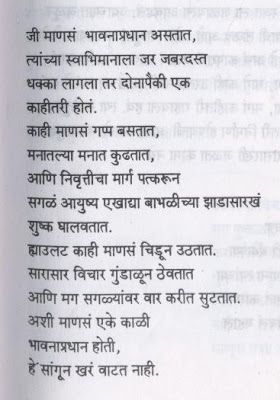 जी माणसं भावनाप्रधान असतात,
त्यांच्या स्वाभिमानाला जर जबरदस्त
धक्का लागला तर दोनापैकी एक
काहीतरी होतं.
काही माणसं गप्प बसतात,
मनातल्या मनात कुढतात,
आणि निवृत्तीचा मार्ग पत्करून
सगळं आयुष्य एखाद्या बाभळीच्या झाडासारखं
शुष्क घालवतात.
ह्याउलट काही माणसं चिडून उठतात.
सारासार विचार गुंडाळून ठेवतात
आणि मग सगळ्यांवर वार करीत सुटतात.
अशी माणसं एके काळी
भावनाप्रधान होती,
हे सांगून खरं वाटत नाही.